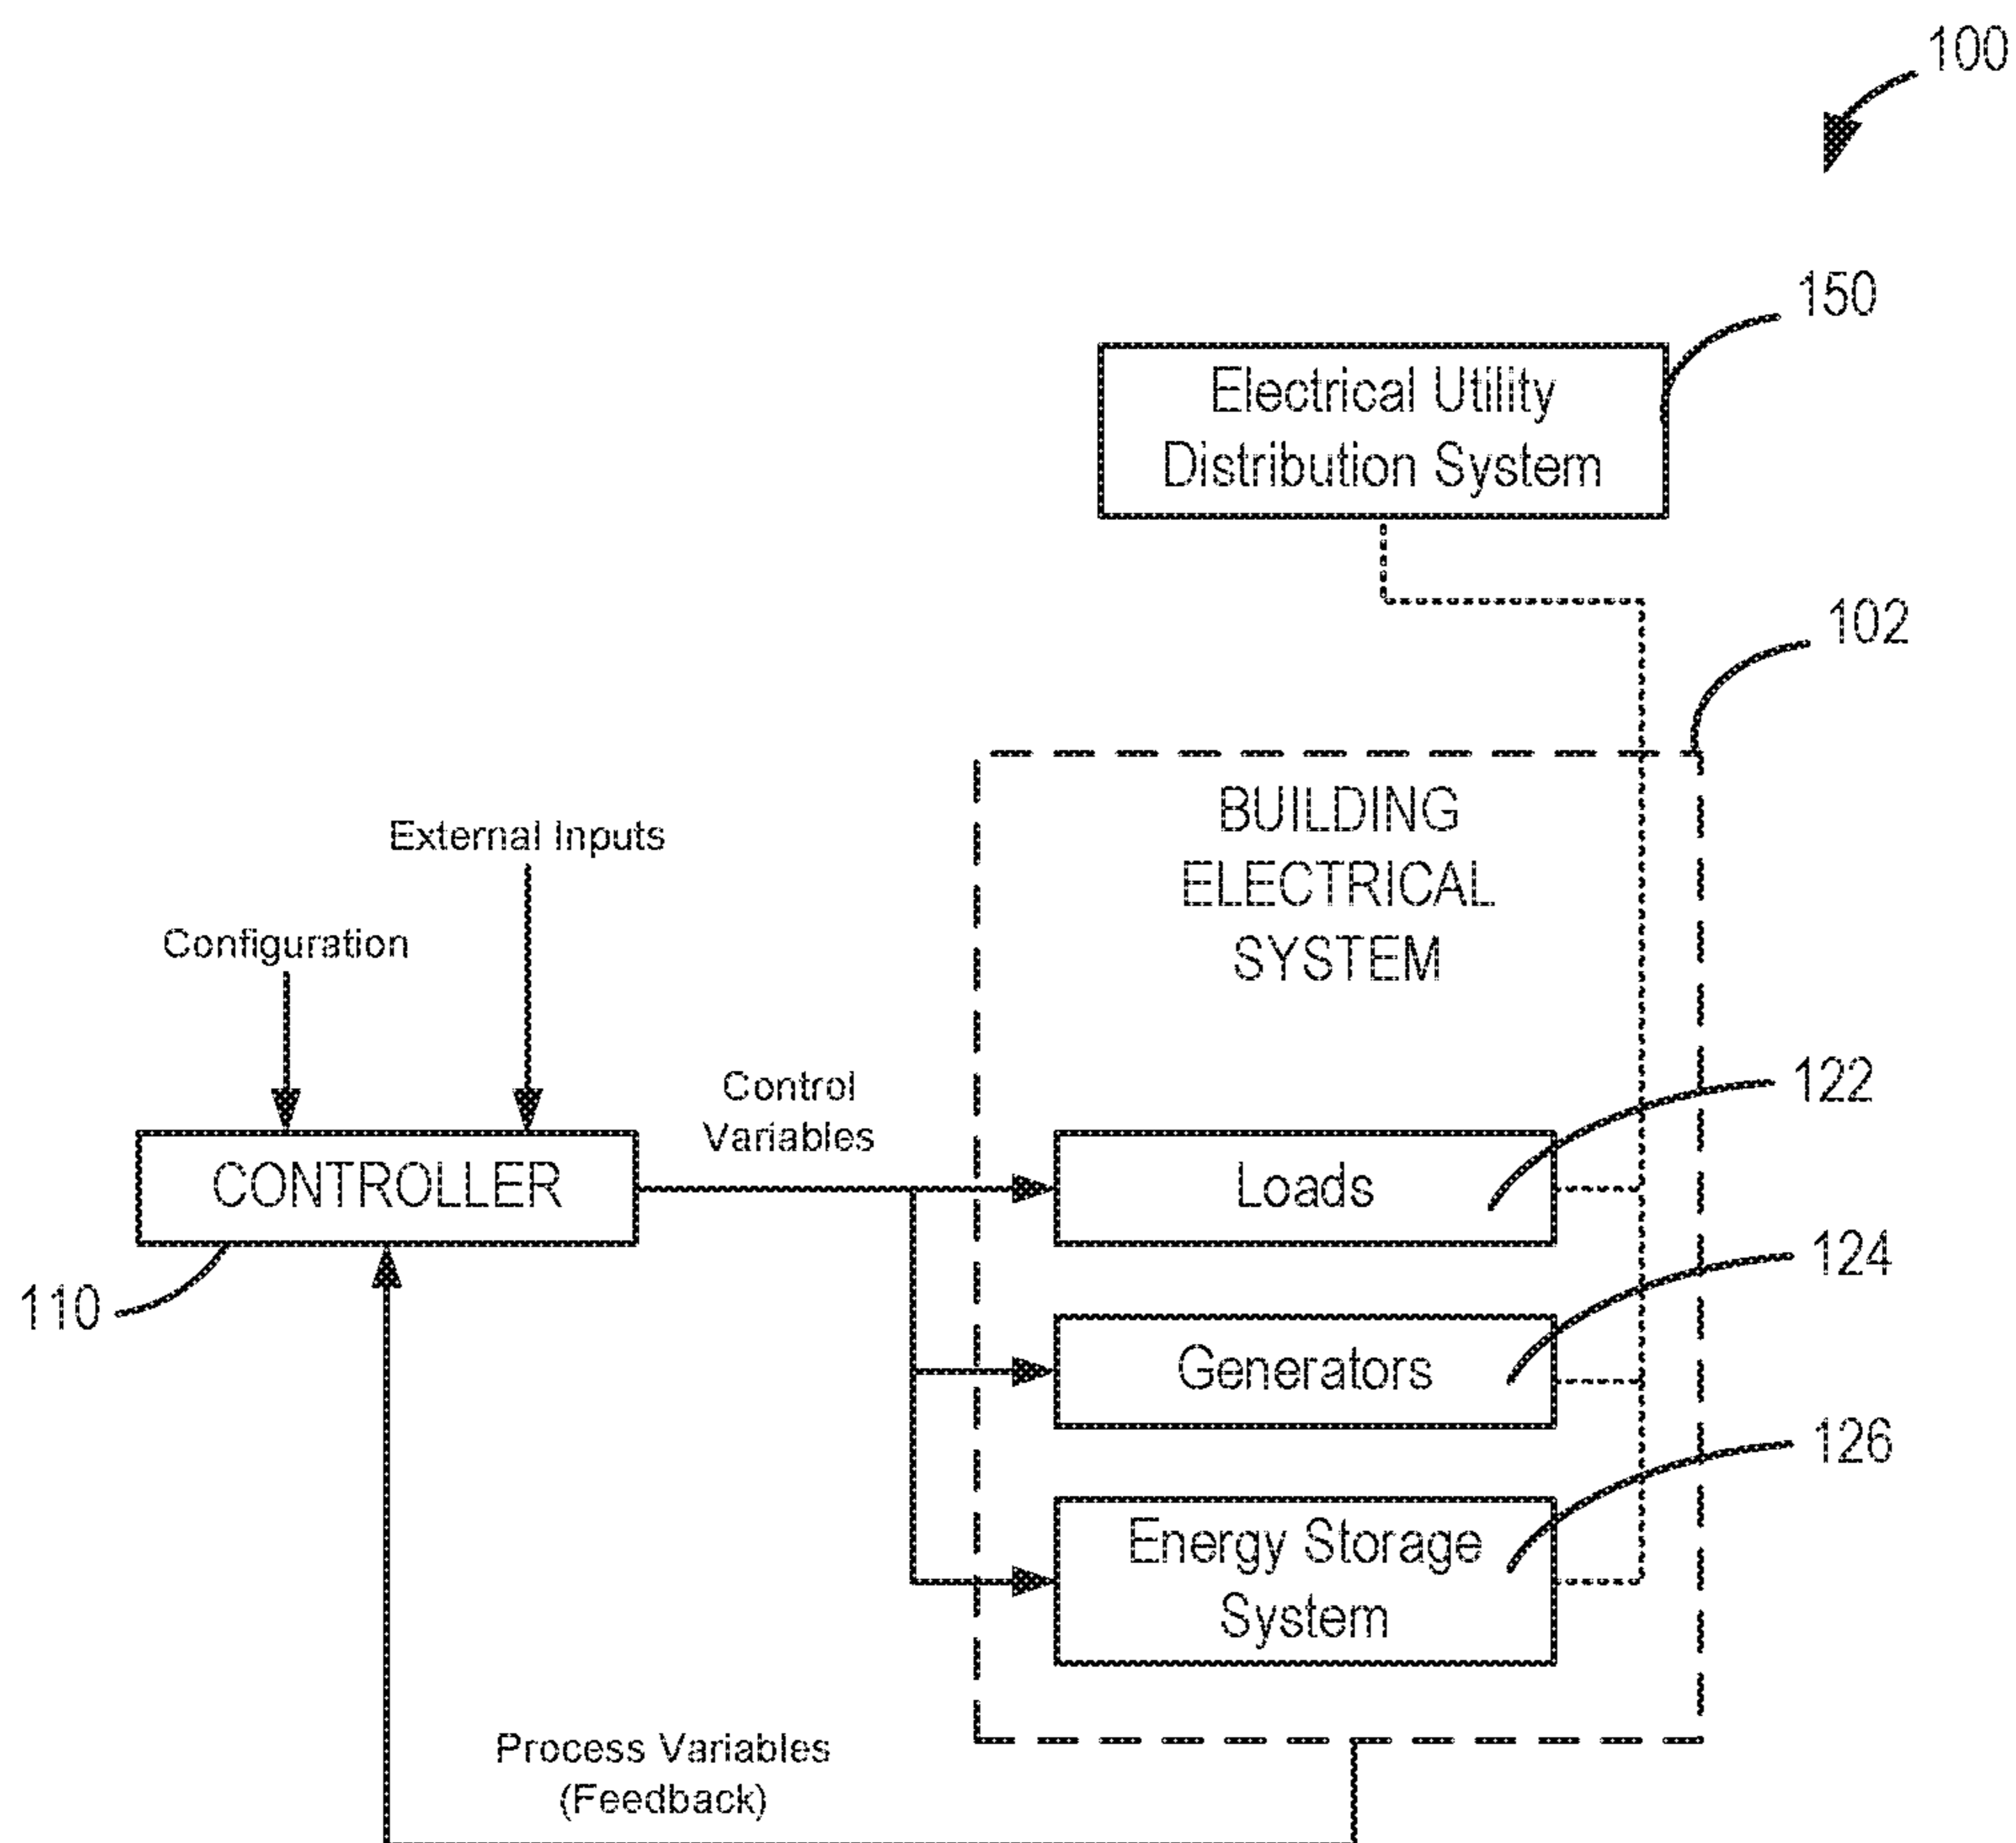 100
150
Electrical Utility
Distribution System
102
BUILDING
ELECTRICAL
SYSTEM
External Inputs
Configuration
Control
Variables
122
CONTROLLER
Loads
110
124
Generators
126
Energy Storage
System
Process Variables
(Feedback)